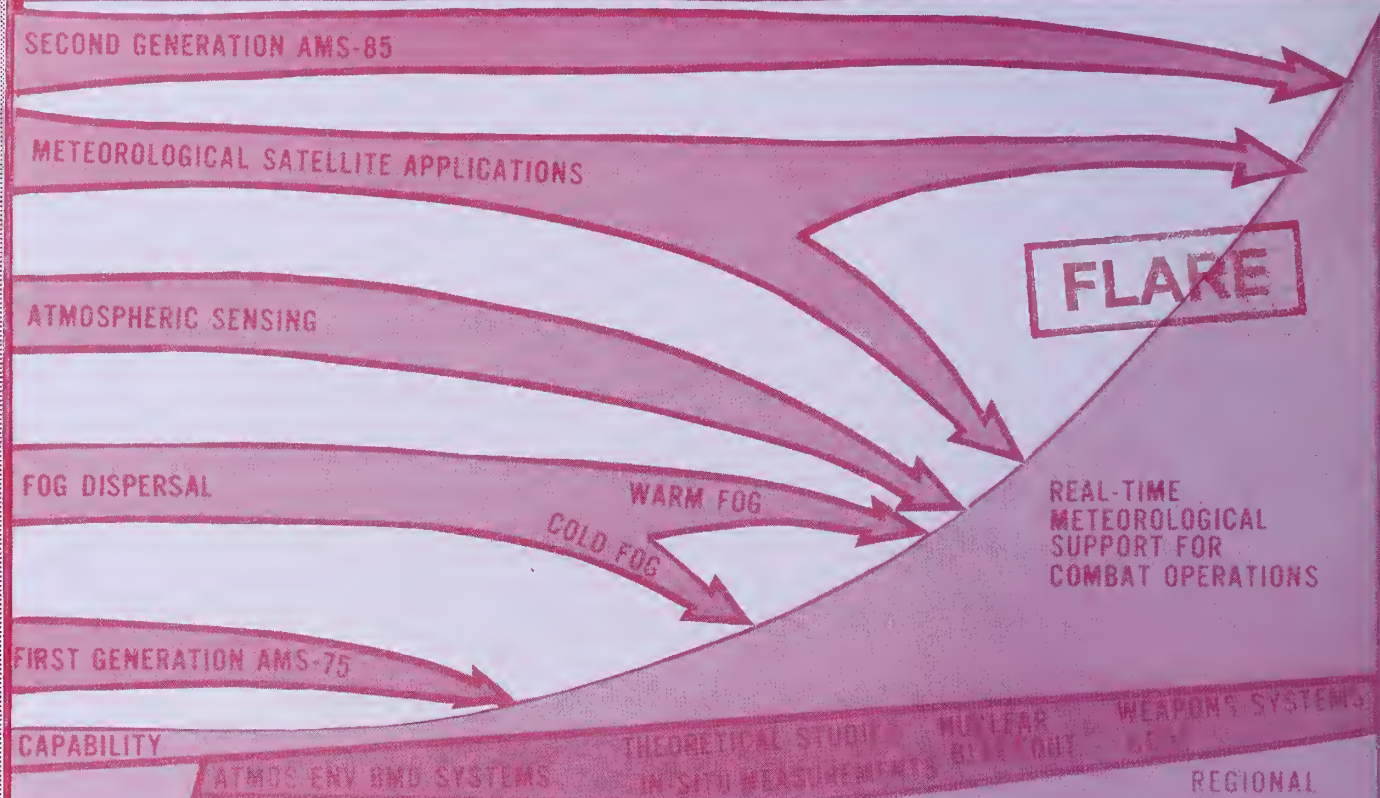 SECOND GENERATION AMS-85
METEOROLOGICAL SATELLITE APPLICATIONS
FLARE
ATMOSPHERIC SENSING
FOG DISPERSAL
WARM FOG
COLD FOG
REAL-TIME
METEOROLOGICAL
SUPPORT FOR
COMBAT OPERATIONS
FIRST GENERATION AMS-75
CAPABILITY
ATMOS ENV BMD SYSTEMS
THEORETICAL STUDIES
IN-SITU MEASUREMENTS
NUCLEAR
BLACKOUT
WEAPONS SYSTEMS
REGIONAL